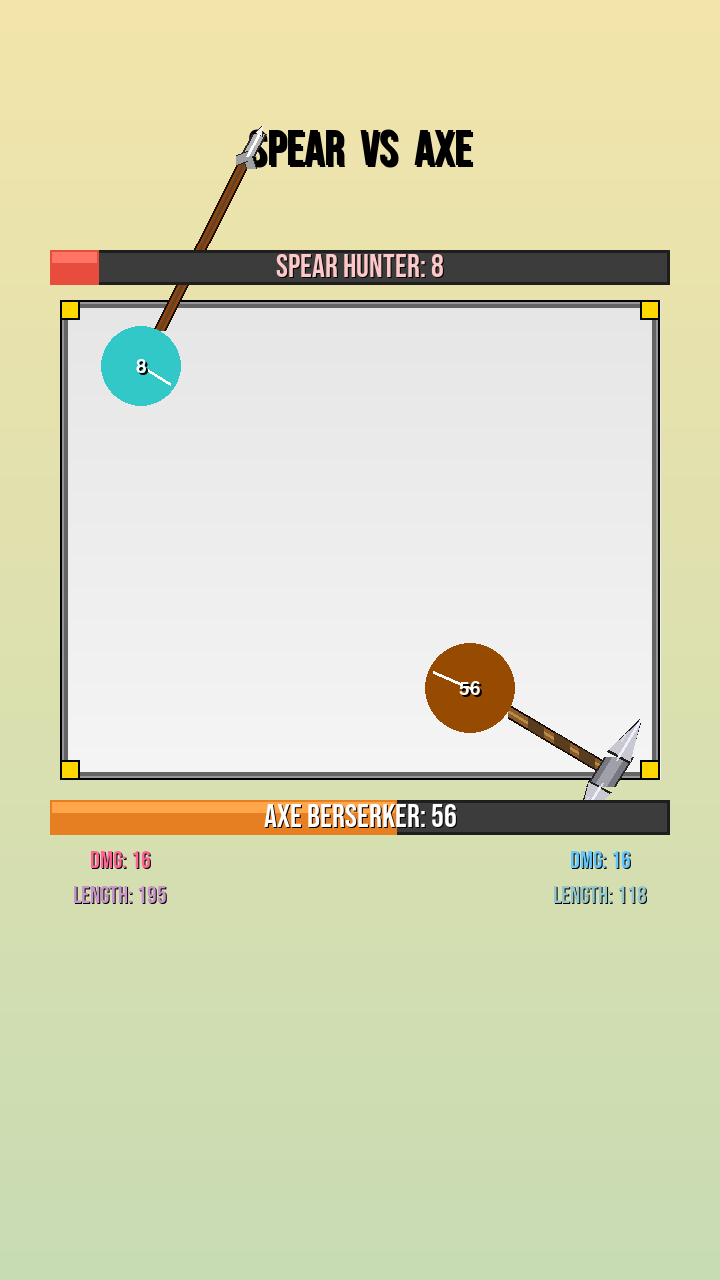 SPEAR VS AXE
SPEAR HUNTER: 8
8
56
AXE BERSERKER: 56
DMG: 16
DMG: 16
LENGTH: 195
LENGTH: 118